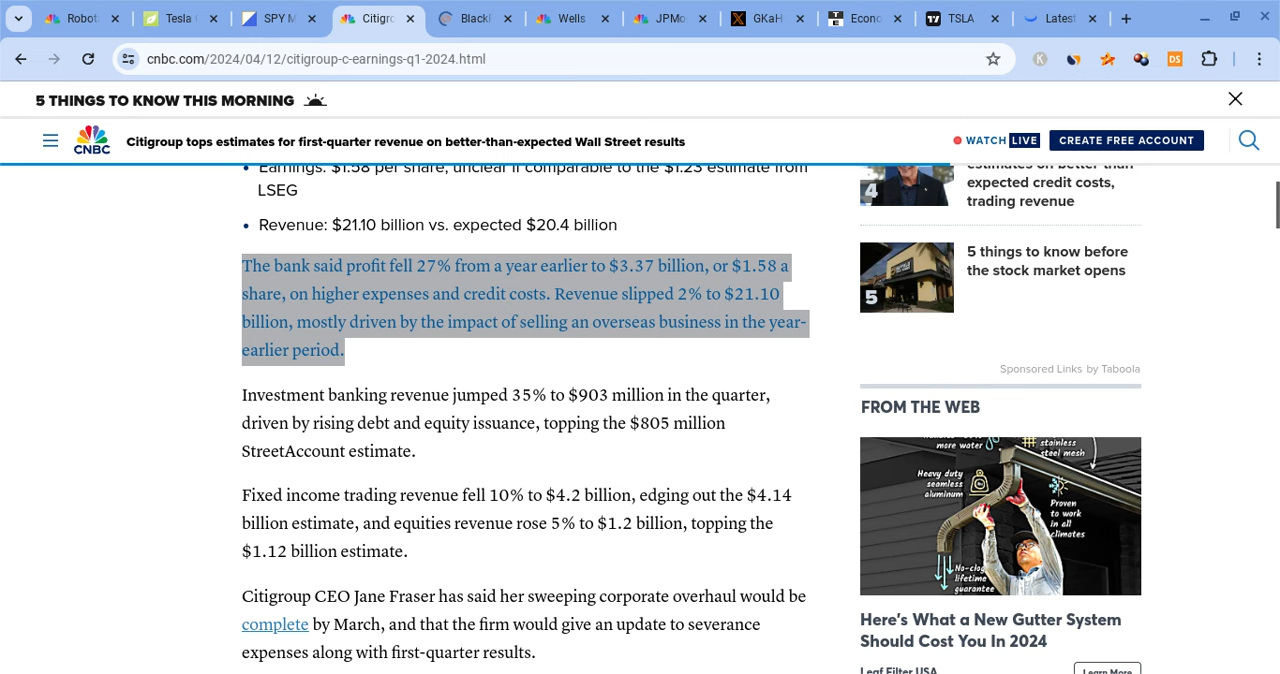 Roboti
Tesla (
SPY M
Citigro
BlackR
Wells
JPMo
GKaH
Econo
TSLA
Latest
cnbc.com/2024/04/12/citigroup-c-earnings-q1-2024.html
K
DS
5 THINGS TO KNOW THIS MORNING
CNBC
Citigroup tops estimates for first-quarter revenue on better-than-expected Wall Street results
WATCH LIVE
CREATE FREE ACCOUNT
Earnings: $1.58 per share, unclear if comparable to the $1.23 estimate from
LSEG
Revenue: $21.10 billion vs. expected $20.4 billion
The bank said profit fell 27% from a year earlier to $3.37 billion, or $1.58 a
share, on higher expenses and credit costs. Revenue slipped 2% to $21.10
billion, mostly driven by the impact of selling an overseas business in the year-
earlier period.
Investment banking revenue jumped 35% to $903 million in the quarter,
driven by rising debt and equity issuance, topping the $805 million
StreetAccount estimate.
Fixed income trading revenue fell 10% to $4.2 billion, edging out the $4.14
billion estimate, and equities revenue rose 5% to $1.2 billion, topping the
$1.12 billion estimate.
Citigroup CEO Jane Fraser has said her sweeping corporate overhaul would be
complete by March, and that the firm would give an update to severance
expenses along with first-quarter results.
4
estimates on better than
expected credit costs,
trading revenue
5
5 things to know before
the stock market opens
Sponsored Links by Taboola
FROM THE WEB
more water
stainless
steel mesh
Heavy duty
seamless
aluminum
Proven
to work
in all
climates
No-clog
lifetime
guarantee
Here's What a New Gutter System
Should Cost You In 2024
Leaf Filter USA
Learn More